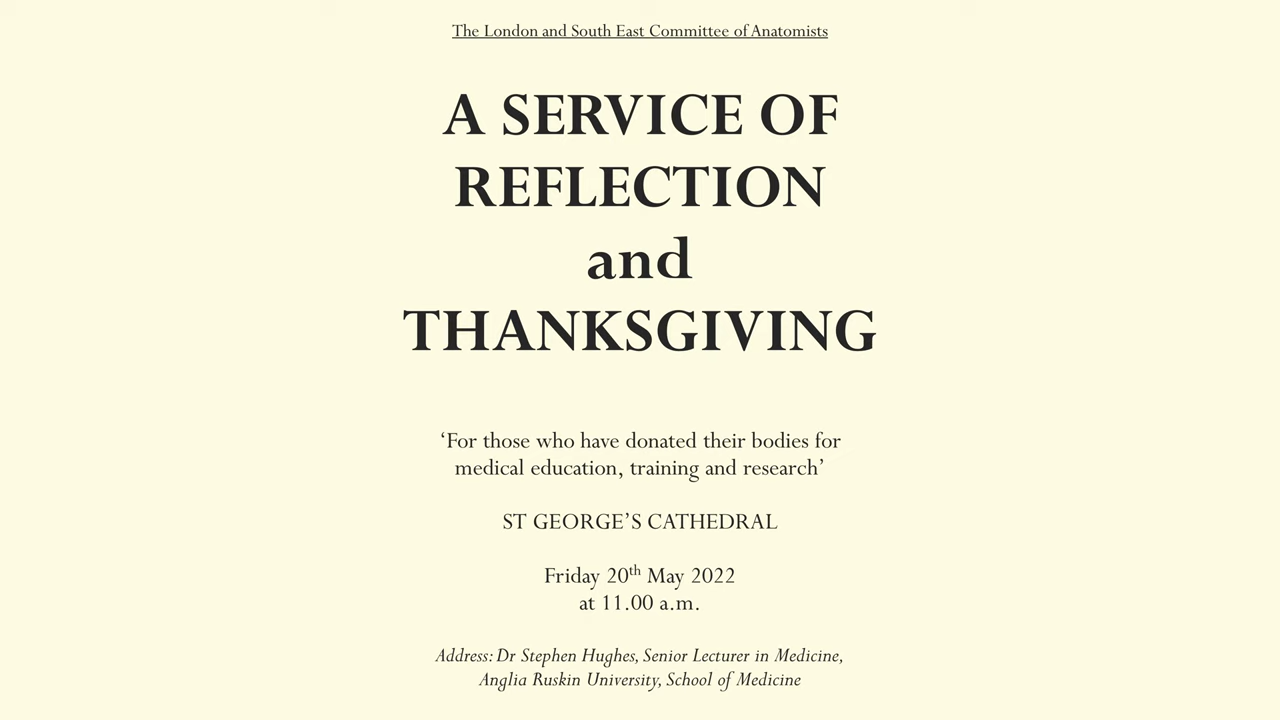 The London and South East Committee of Anatomists
A SERVICE OF
REFLECTION
and
THANKSGIVING
‘For those who have donated their bodies for
medical education, training and research’
ST GEORGE’S CATHEDRAL
Friday 20th May 2022
at 11.00 a.m.
Address: Dr Stephen Hughes, Senior Lecturer in Medicine,
Anglia Ruskin University, School of Medicine